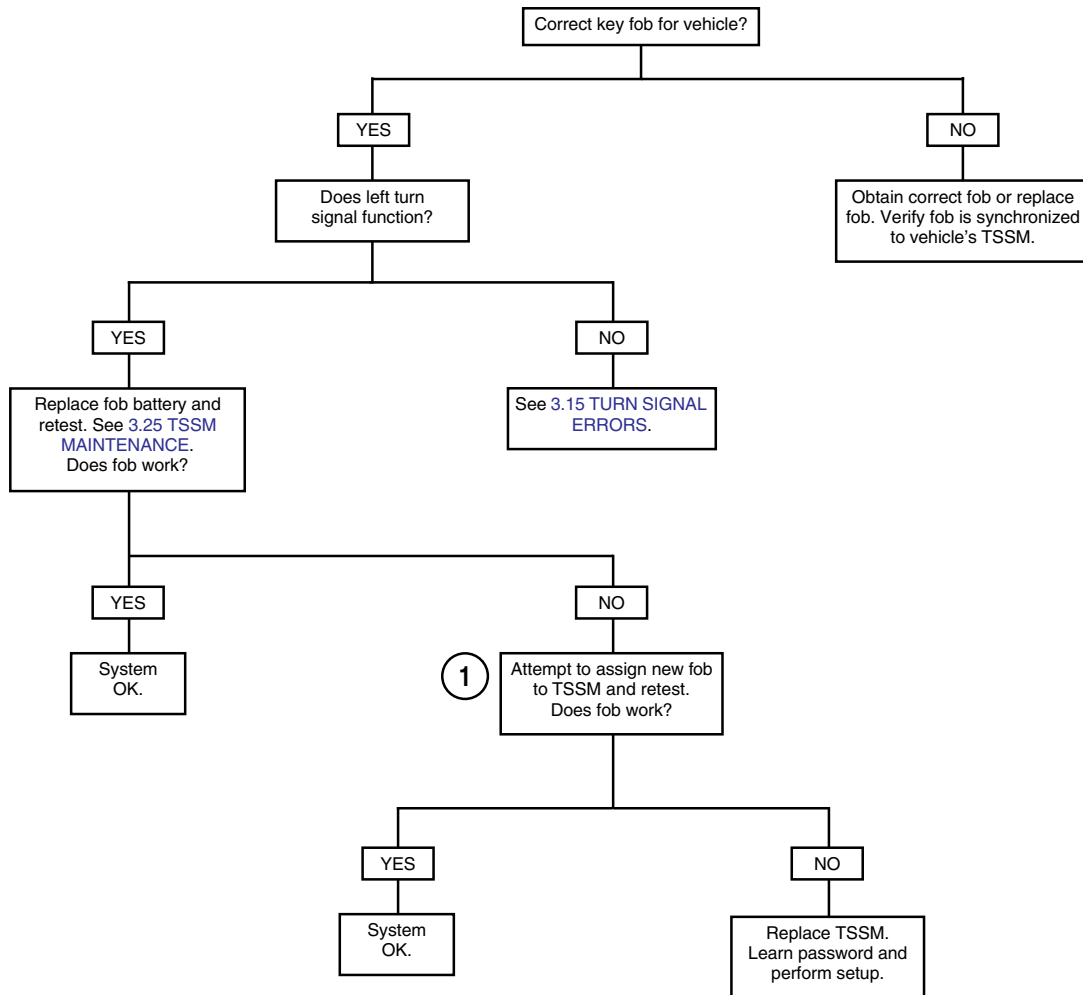 Correct key fob for vehicle?
YES
NO
Does left turn
signal function?
Obtain correct fob or replace
fob. Verify fob is synchronized
to vehicle’s TSSM.
YES
NO
Replace fob battery and
retest. See 3.25 TSSM
MAINTENANCE.
Does fob work?
See 3.15 TURN SIGNAL
ERRORS.
YES
NO
System
OK.
1
Attempt to assign new fob
to TSSM and retest.
Does fob work?
YES
NO
System
OK.
Replace TSSM.
Learn password and
perform setup.